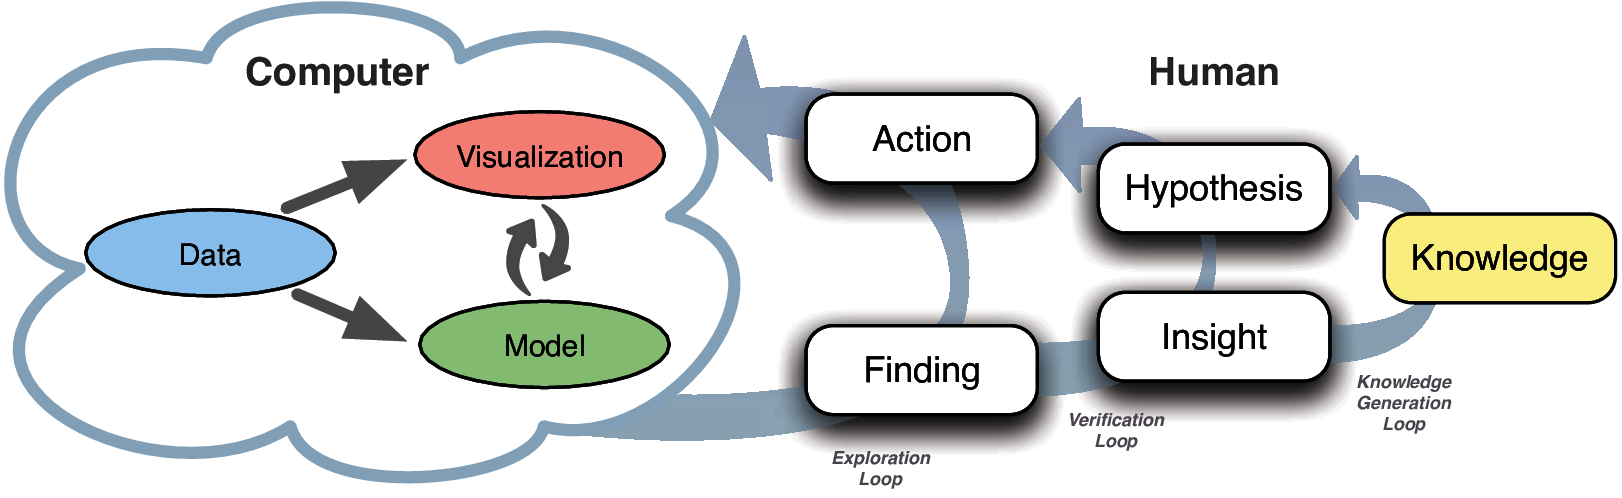 Computer
Human
Visualization
Data
Model
Action
Hypothesis
Knowledge
Finding
Insight
Exploration
Loop
Verification
Loop
Knowledge
Generation
Loop